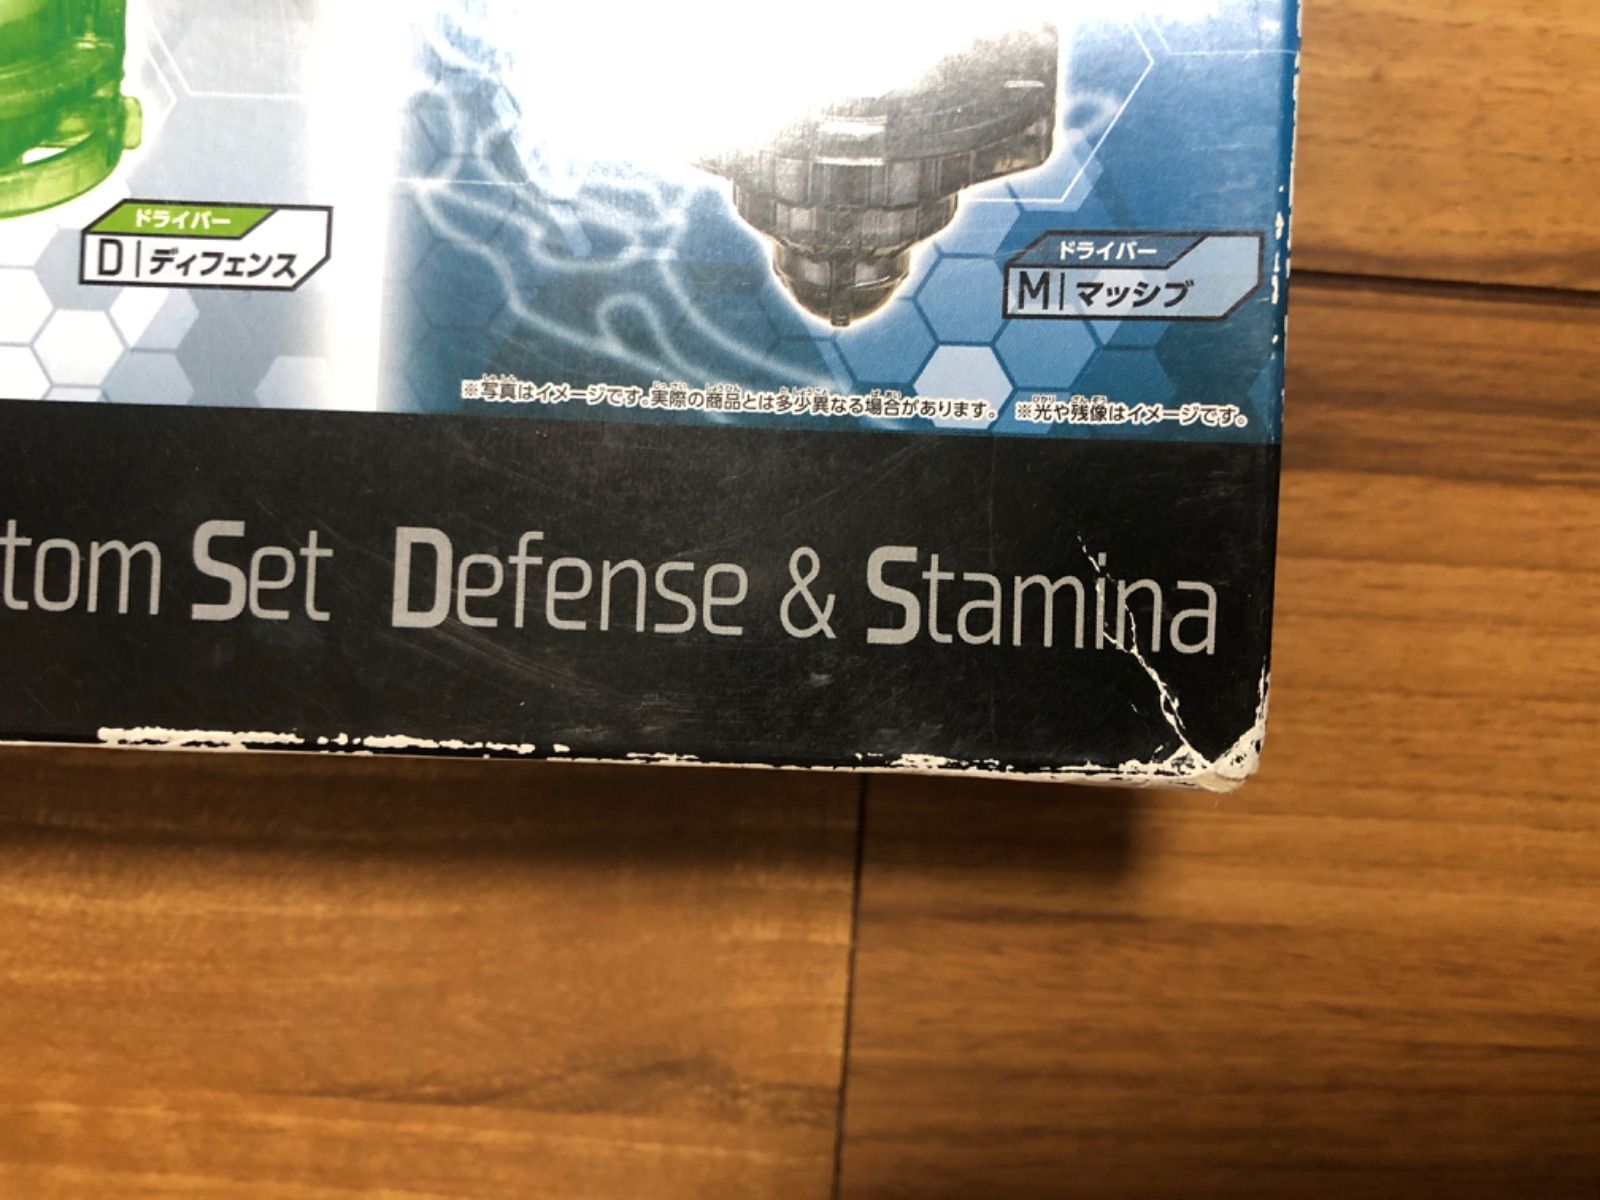 ドライバー
D ディフェンス
ドライバー
M マッシブ
※写真はイメージです。実際の商品とは多少異なる場合があります。 ※光や残像はイメージです。
tom Set Defense & Stamina